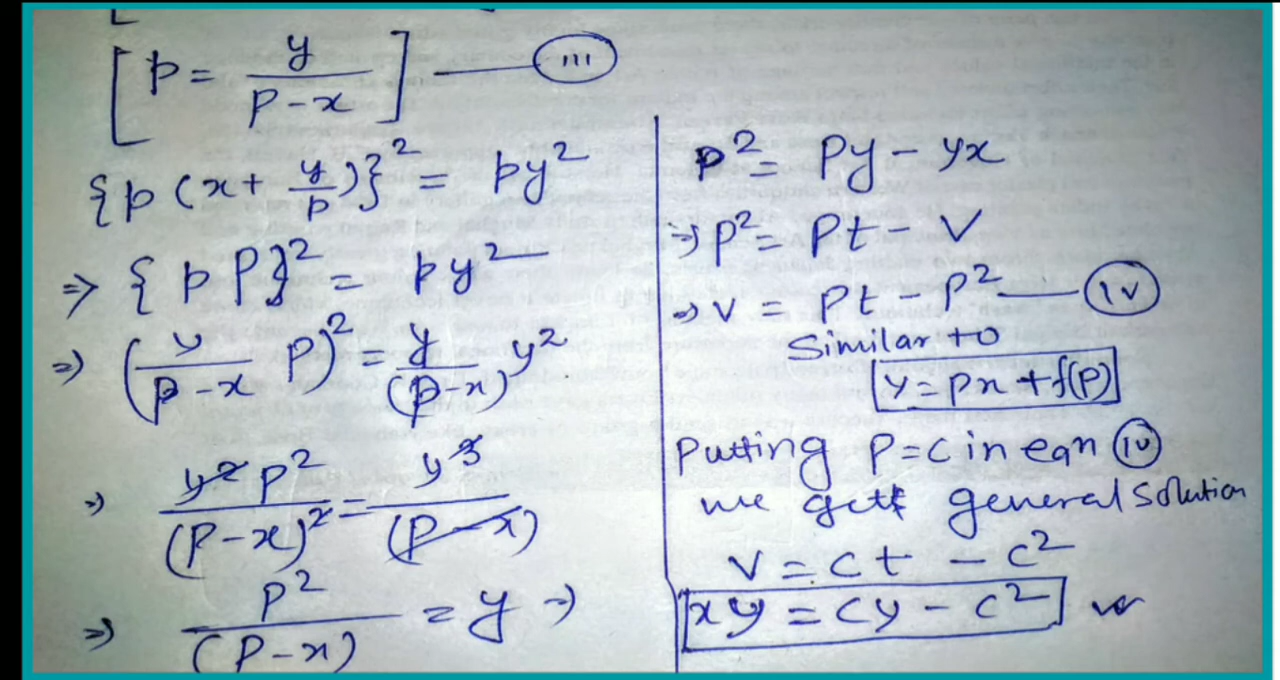 [p = y/(P-x)] — (iii)
{p(x + y/p)}² = py²
⇒ {pP}² = py²
⇒ (y/(P-x) P)² = y/(P-x) y²
⇒ y²P²/(P-x)² = y³/(P-x)
⇒ P²/(P-x) = y ⇒
P² = Py - yx
⇒ P² = Pt - V
⇒ V = Pt - P² — (iv)
Similar to
y = Px + f(P)
Putting P = C in eqn (iv)
we get general solution
V = Ct - C²
xy = Cy - C²